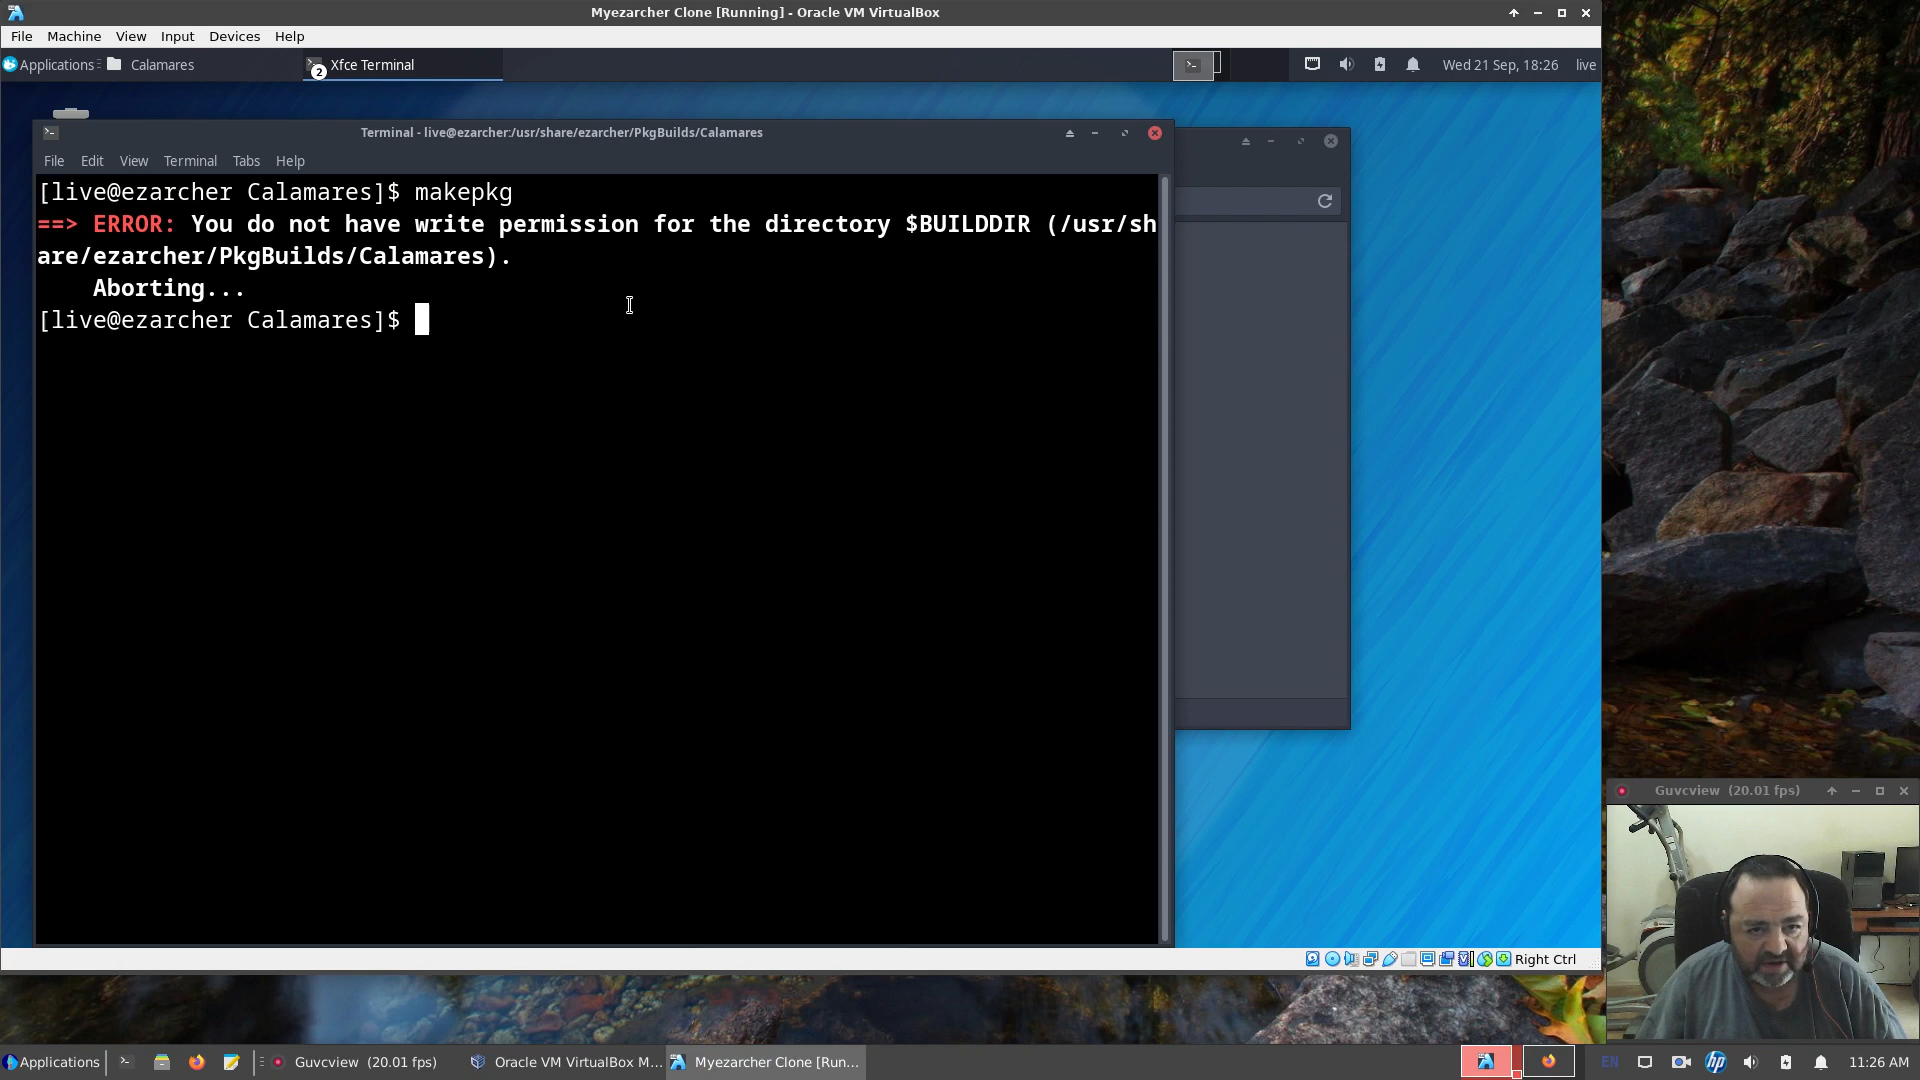 Myezarcher Clone [Running] - Oracle VM VirtualBox
File Machine View Input Devices Help
Applications Calamares 2 Xfce Terminal Wed 21 Sep, 18:26 live
Terminal - live@ezarcher:/usr/share/ezarcher/PkgBuilds/Calamares
File Edit View Terminal Tabs Help
[live@ezarcher Calamares]$ makepkg
==> ERROR: You do not have write permission for the directory $BUILDDIR (/usr/sh
are/ezarcher/PkgBuilds/Calamares).
Aborting...
[live@ezarcher Calamares]$
Guvcview (20.01 fps)
Right Ctrl
Applications Guvcview (20.01 fps) Oracle VM VirtualBox M... Myezarcher Clone [Run... EN hp 11:26 AM